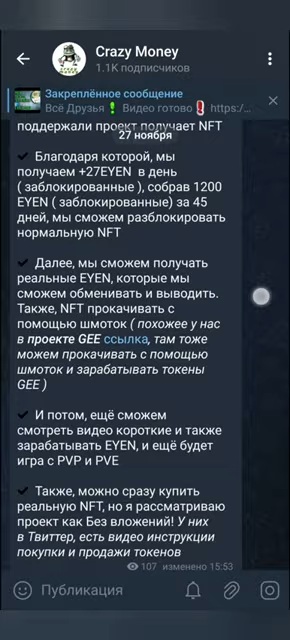 Crazy Money
1.1K подписчиков
Закреплённое сообщение
Всё Друзья❗ Видео готово❗ https:/...
поддержали проект получает NFT
27 ноября
✔ Благодаря которой, мы
получаем +27EYEN в день
( заблокированные ), собрав 1200
EYEN ( заблокированные) за 45
дней, мы сможем разблокировать
нормальную NFT
✔ Далее, мы сможем получать
реальные EYEN, которые мы
сможем обменивать и выводить.
Также, NFT прокачивать с
помощью шмоток ( похожее у нас
в проекте GEE ссылка, там тоже
можем прокачивать с помощью
шмоток и зарабатывать токены
GEE )
✔ И потом, ещё сможем
смотреть видео короткие и также
зарабатывать EYEN, и ещё будет
игра с PVP и PVE
✔ Также, можно сразу купить
реальную NFT, но я рассматриваю
проект как Без вложений! У них
в Твиттер, есть видео инструкции
покупки и продажи токенов
107 изменено 15:53
Публикация